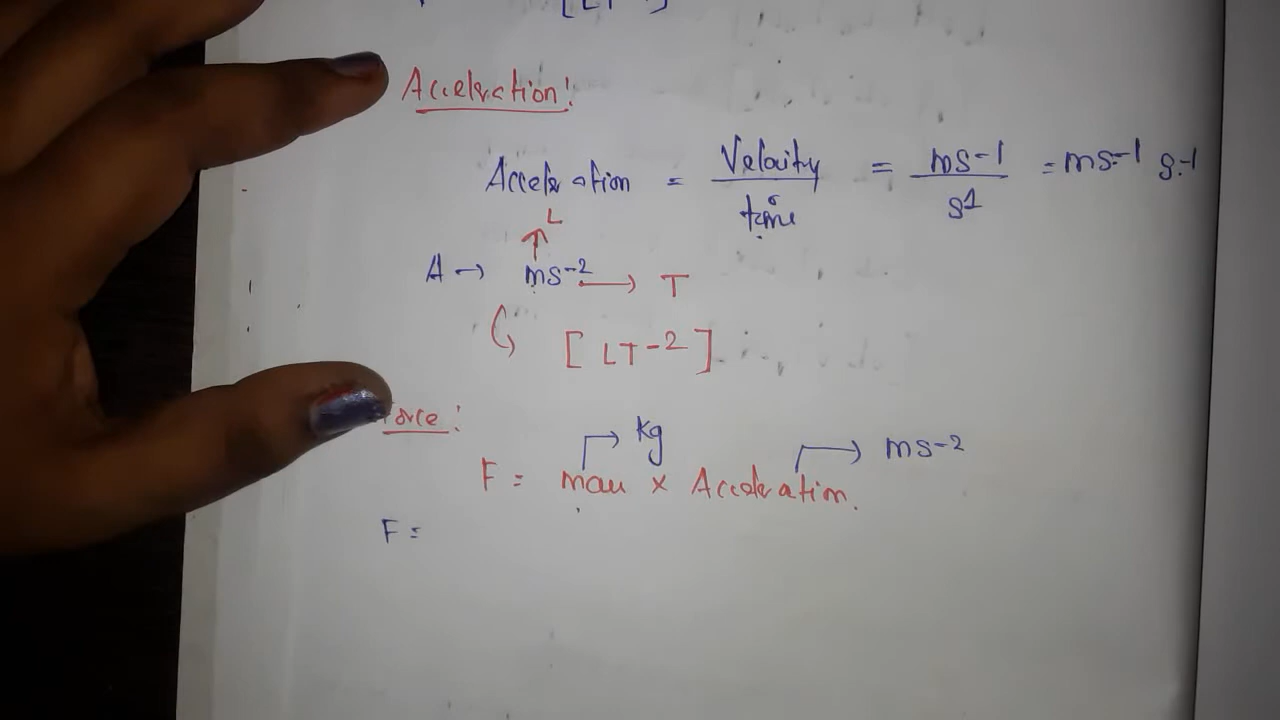 Acceleration:
Acceleration = Velocity / time = ms-1 / s1 = ms-1 s-1
L
A → ms-2 → T
[LT-2]
Force:
kg ms-2
F = mass × Acceleration.
F =